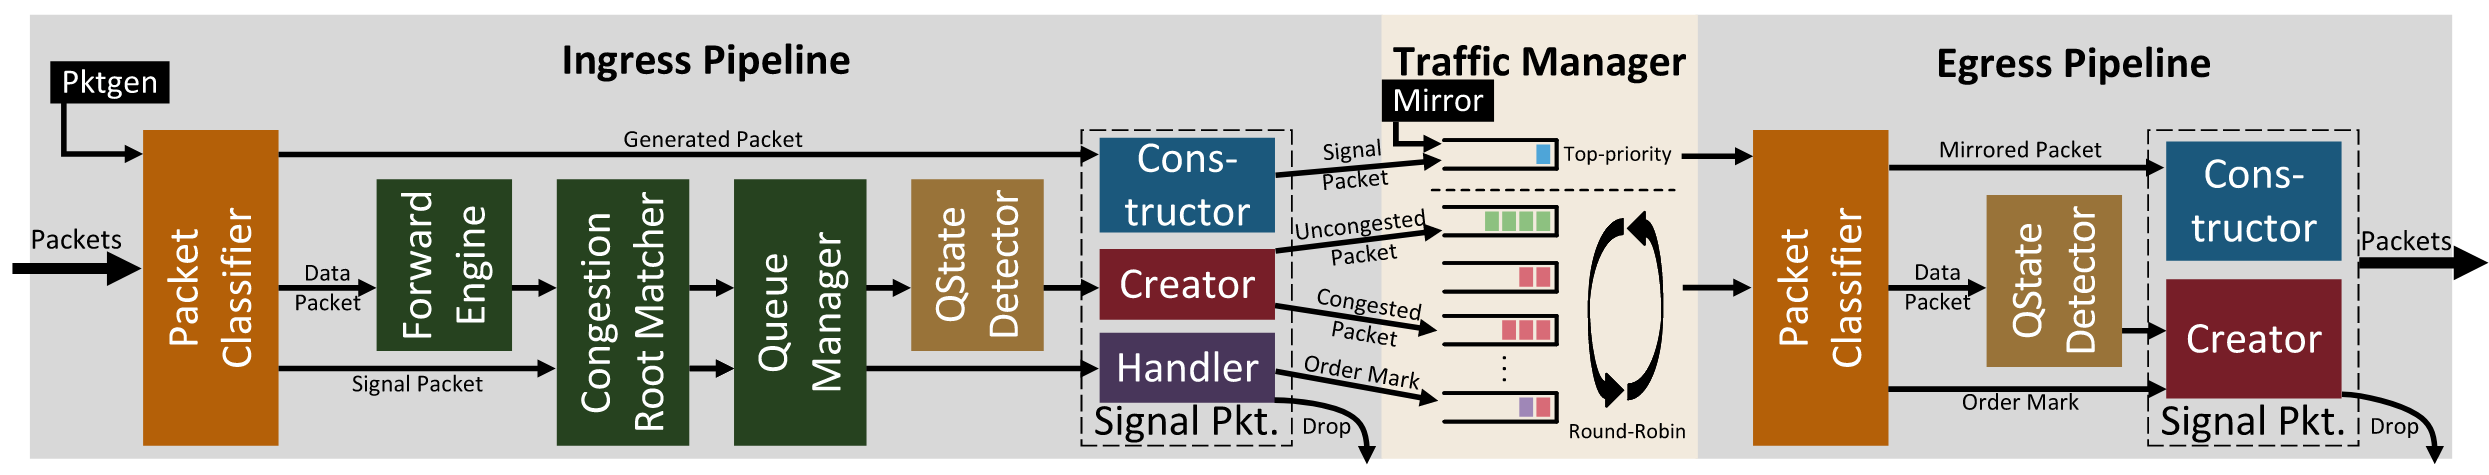 Ingress Pipeline
Traffic Manager
Egress Pipeline
Pktgen
Mirror
Packets
Packet
Classifier
Generated Packet
Data
Packet
Signal Packet
Forward
Engine
Congestion
Root Matcher
Queue
Manager
QState
Detector
Cons-
tructor
Creator
Handler
Signal Pkt.
Signal
Packet
Uncongested
Packet
Congested
Packet
Order Mark
Drop
Top-priority
Round-Robin
Packet
Classifier
Mirrored Packet
Data
Packet
Order Mark
QState
Detector
Cons-
tructor
Creator
Signal Pkt.
Drop
Packets